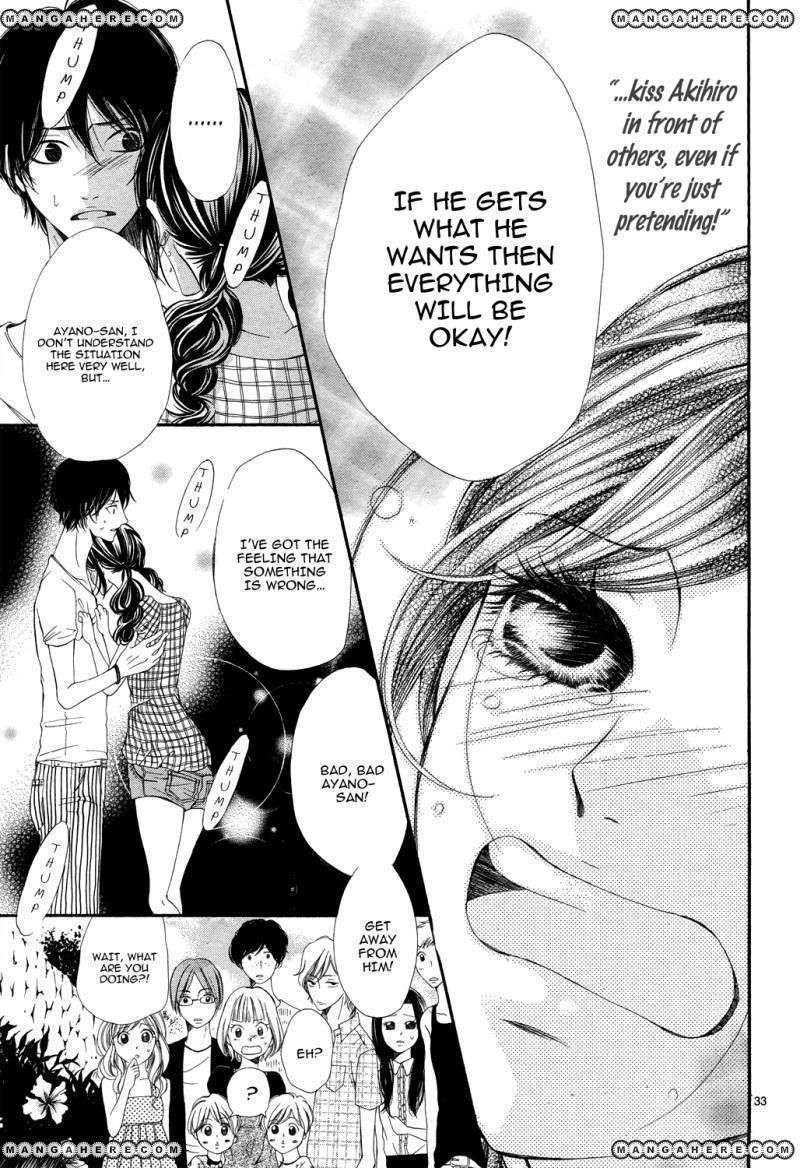 MANGAHERE.COM
MANGAHERE.COM
"...kiss Akihiro
in front of
others, even if
you're just
pretending!"
IF HE GETS
WHAT HE
WANTS THEN
EVERYTHING
WILL BE
OKAY!
THUMP
......
THUMP
AYANO-SAN, I
DON'T UNDERSTAND
THE SITUATION
HERE VERY WELL,
BUT...
THUMP
I'VE GOT THE
FEELING THAT
SOMETHING
IS WRONG...
THUMP
THUMP
BAD, BAD
AYANO-
SAN!
GET
AWAY
FROM
HIM!
WAIT, WHAT
ARE YOU
DOING?!
EH?
?
33
MANGAHERE.COM
MANGAHERE.COM